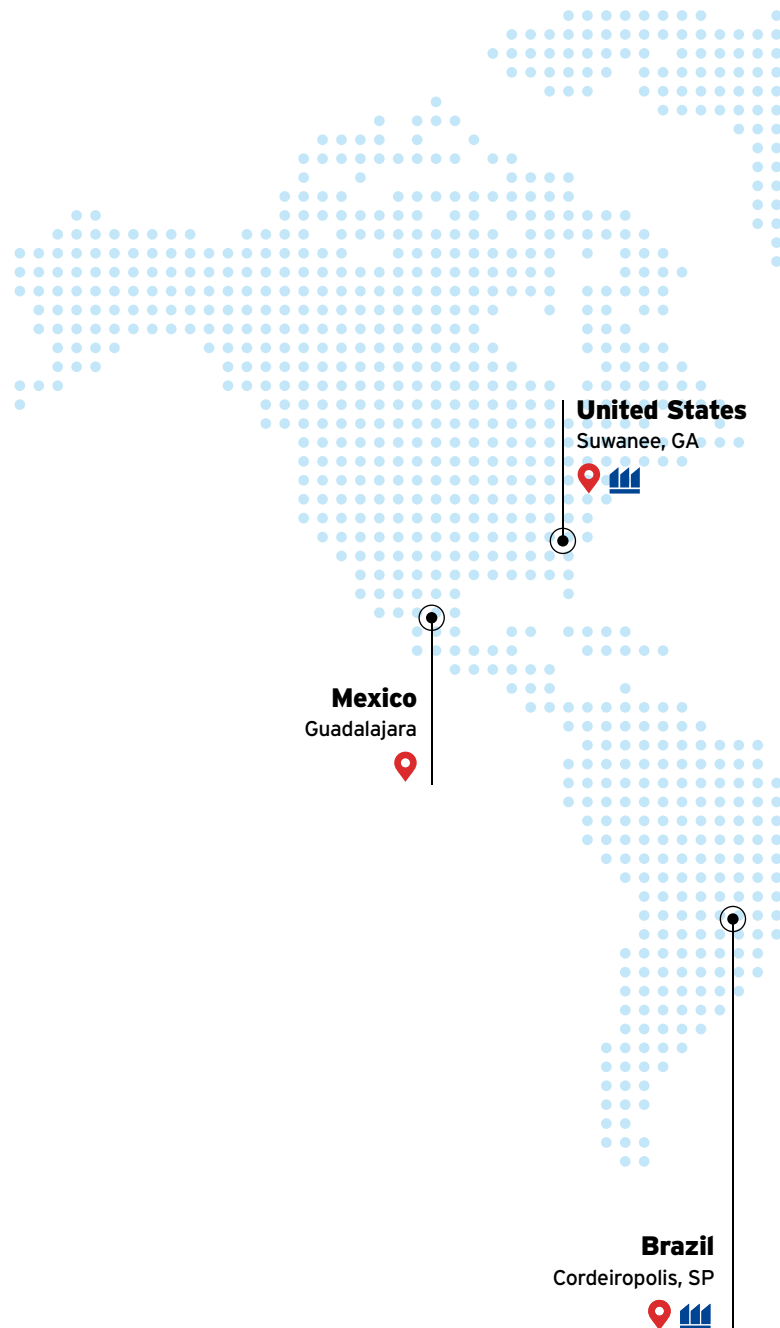 United States
Suwanee, GA
Mexico
Guadalajara
Brazil
Cordeiropolis, SP